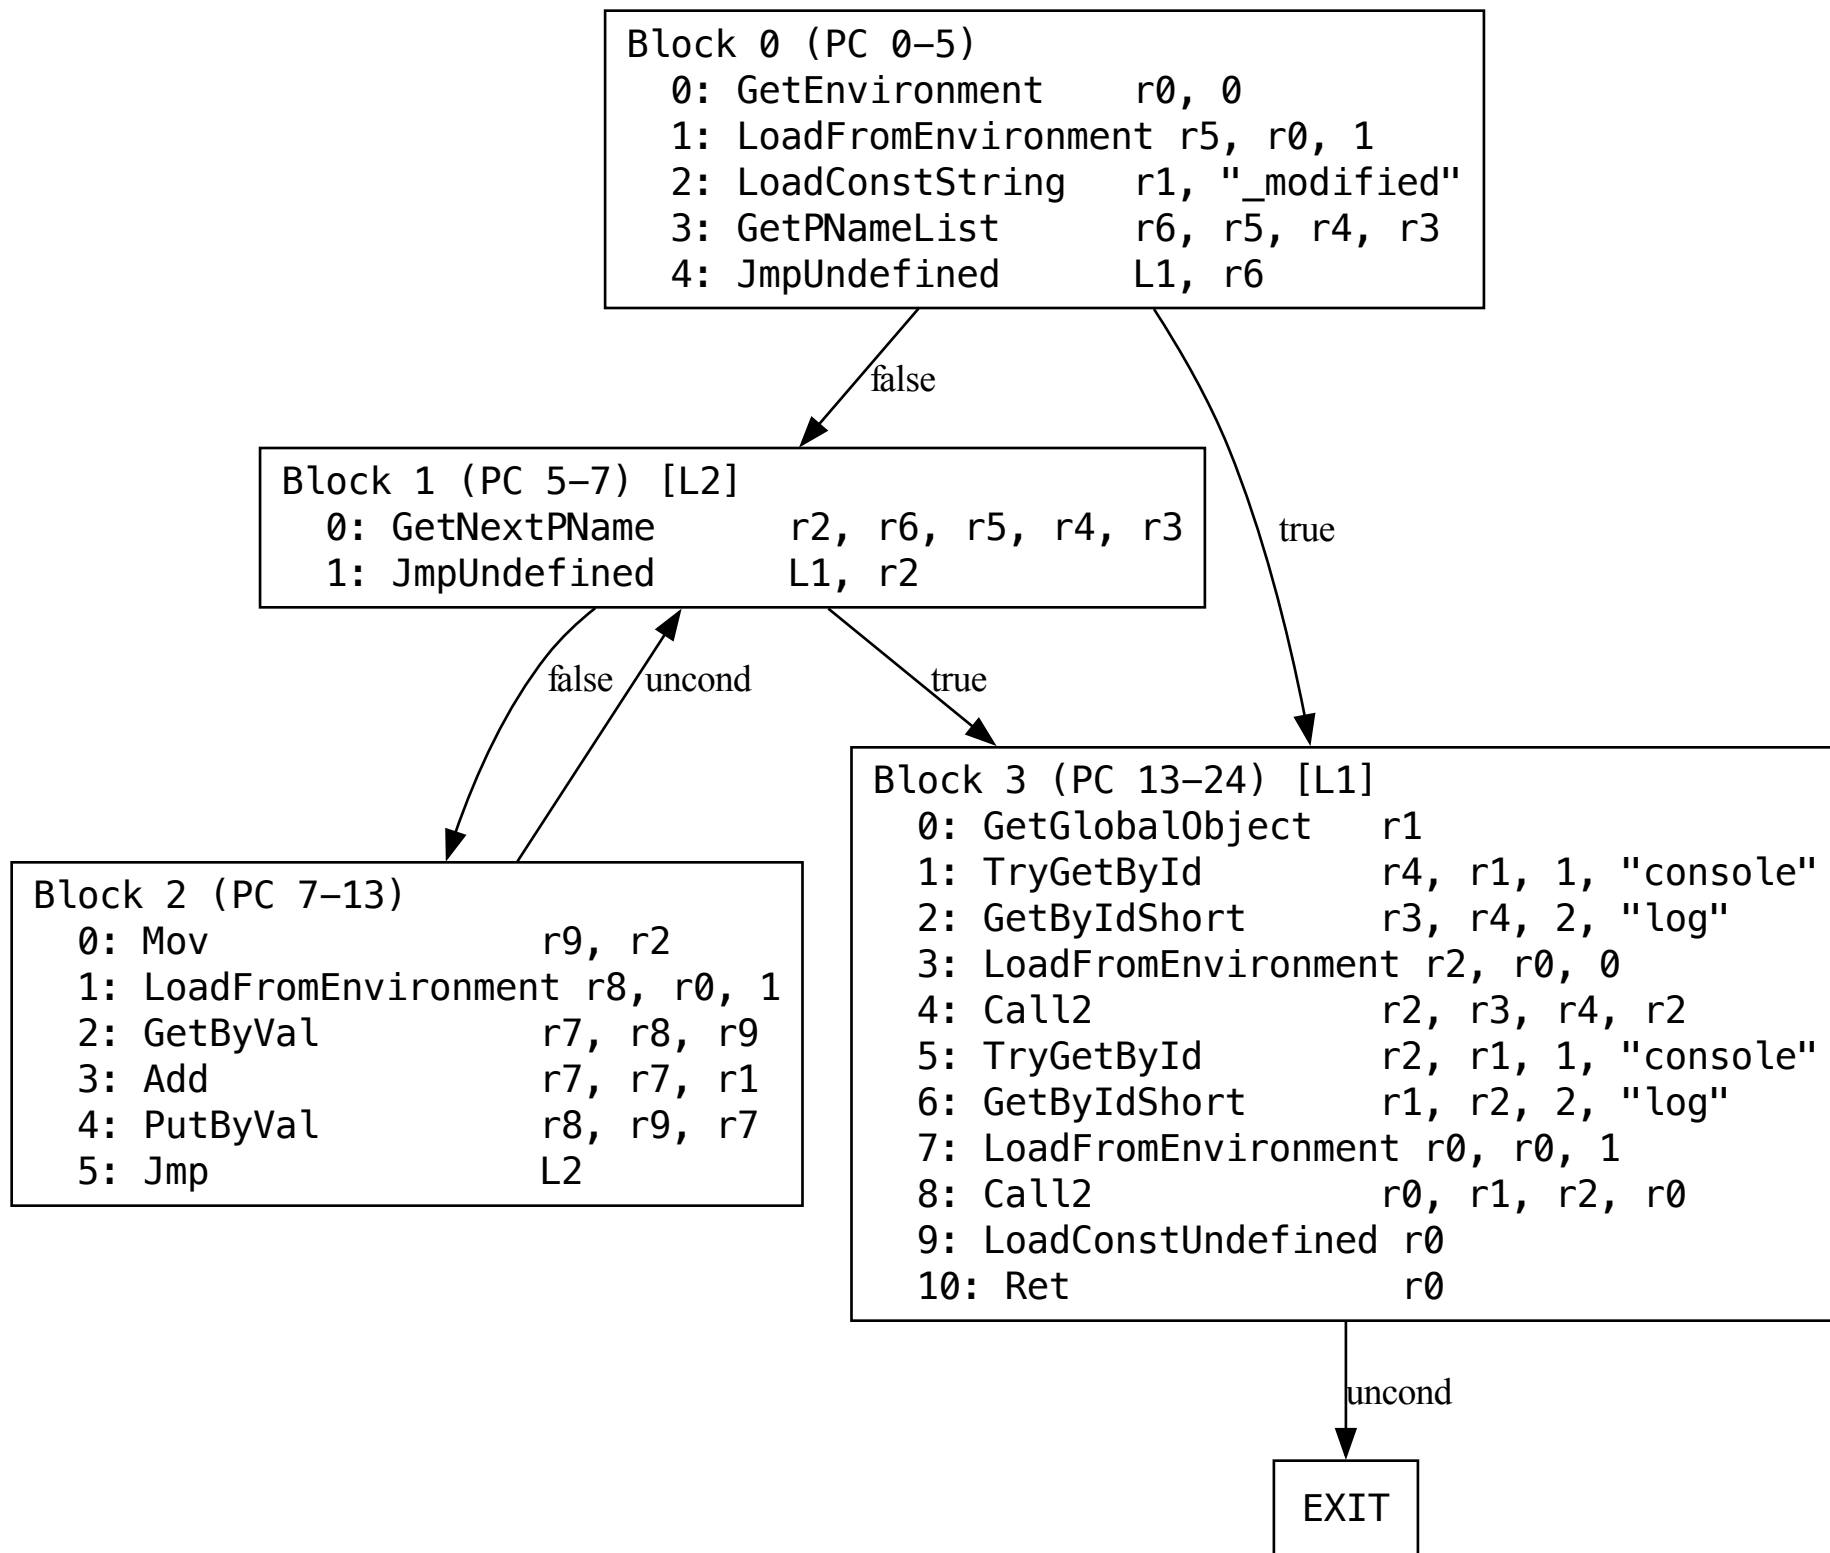 Block 0 (PC 0–5)
0: GetEnvironment r0, 0
1: LoadFromEnvironment r5, r0, 1
2: LoadConstString r1, "_modified"
3: GetPNameList r6, r5, r4, r3
4: JmpUndefined L1, r6
false
true
Block 1 (PC 5–7) [L2]
0: GetNextPName r2, r6, r5, r4, r3
1: JmpUndefined L1, r2
false
uncond
true
Block 2 (PC 7–13)
0: Mov r9, r2
1: LoadFromEnvironment r8, r0, 1
2: GetByVal r7, r8, r9
3: Add r7, r7, r1
4: PutByVal r8, r9, r7
5: Jmp L2
Block 3 (PC 13–24) [L1]
0: GetGlobalObject r1
1: TryGetById r4, r1, 1, "console"
2: GetByIdShort r3, r4, 2, "log"
3: LoadFromEnvironment r2, r0, 0
4: Call2 r2, r3, r4, r2
5: TryGetById r2, r1, 1, "console"
6: GetByIdShort r1, r2, 2, "log"
7: LoadFromEnvironment r0, r0, 1
8: Call2 r0, r1, r2, r0
9: LoadConstUndefined r0
10: Ret r0
uncond
EXIT